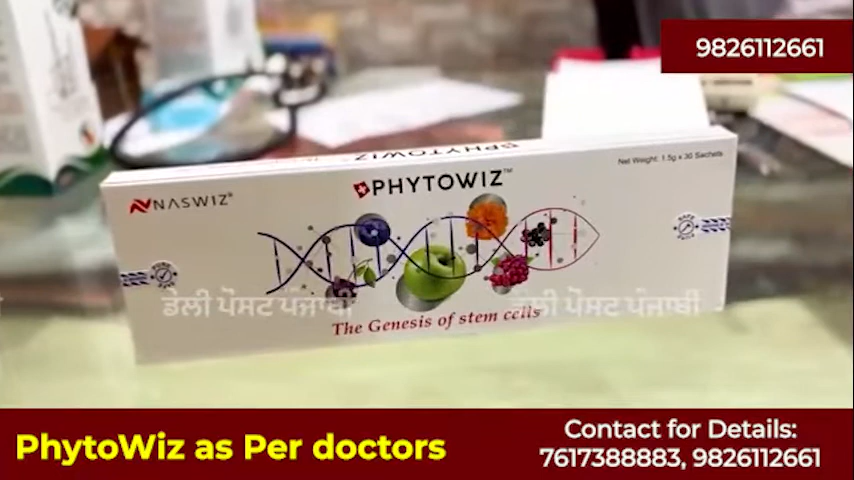 9826112661
PHYTOWIZ
NASWIZ®
PHYTOWIZ™
Net Weight: 1.5g x 30 Sachets
ਡੇਲੀ ਪੋਸਟ ਪੰਜਾਬੀ
ਡੇਲੀ ਪੋਸਟ ਪੰਜਾਬੀ
The Genesis of stem cells
PhytoWiz as Per doctors
Contact for Details:
7617388883, 9826112661